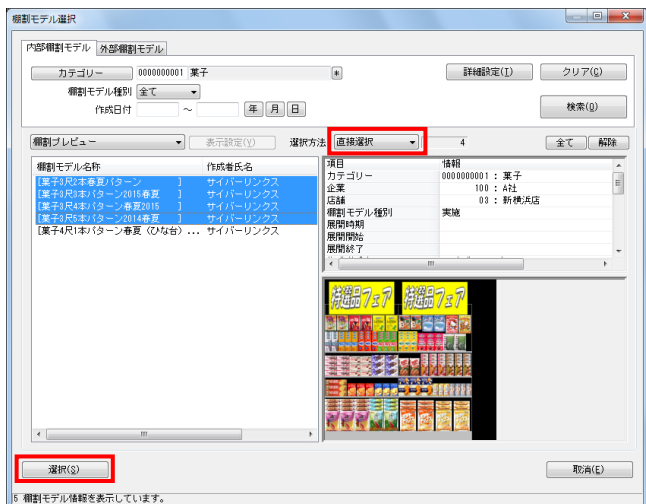 棚割モデル選択
内部棚割モデル 外部棚割モデル
カテゴリー 0000000001 菓子 * 詳細設定(I) クリア(C)
棚割モデル種別 全て
作成日付 ～ 年 月 日 検索(Q)
棚割プレビュー 表示設定(V) 選択方法 直接選択 4 全て 解除
棚割モデル名称 作成者氏名
[菓子3尺2本春夏パターン ] サイバーリンクス
[菓子3尺3本パターン2015春夏 ] サイバーリンクス
[菓子3尺4本パターン春夏2015 ] サイバーリンクス
[菓子3尺5本パターン2014春夏 ] サイバーリンクス
[菓子4尺1本パターン春夏（ひな台）... サイバーリンクス
項目 情報
カテゴリー 0000000001 : 菓子
企業 100 : A社
店舗 03 : 新横浜店
棚割モデル種別 実施
展開時期
展開開始
展開終了
特選品フェア 特選品フェア
選択(S) 取消(E)
5 棚割モデル情報を表示しています。